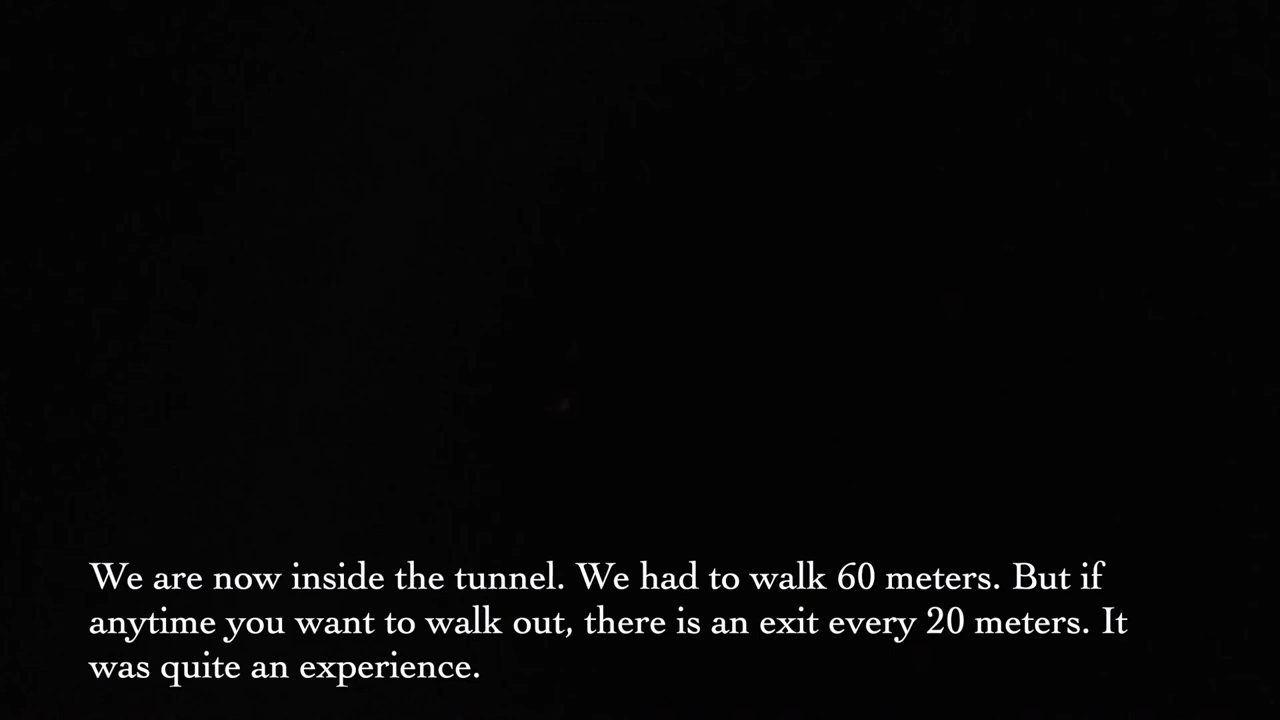 We are now inside the tunnel. We had to walk 60 meters. But if
anytime you want to walk out, there is an exit every 20 meters. It
was quite an experience.